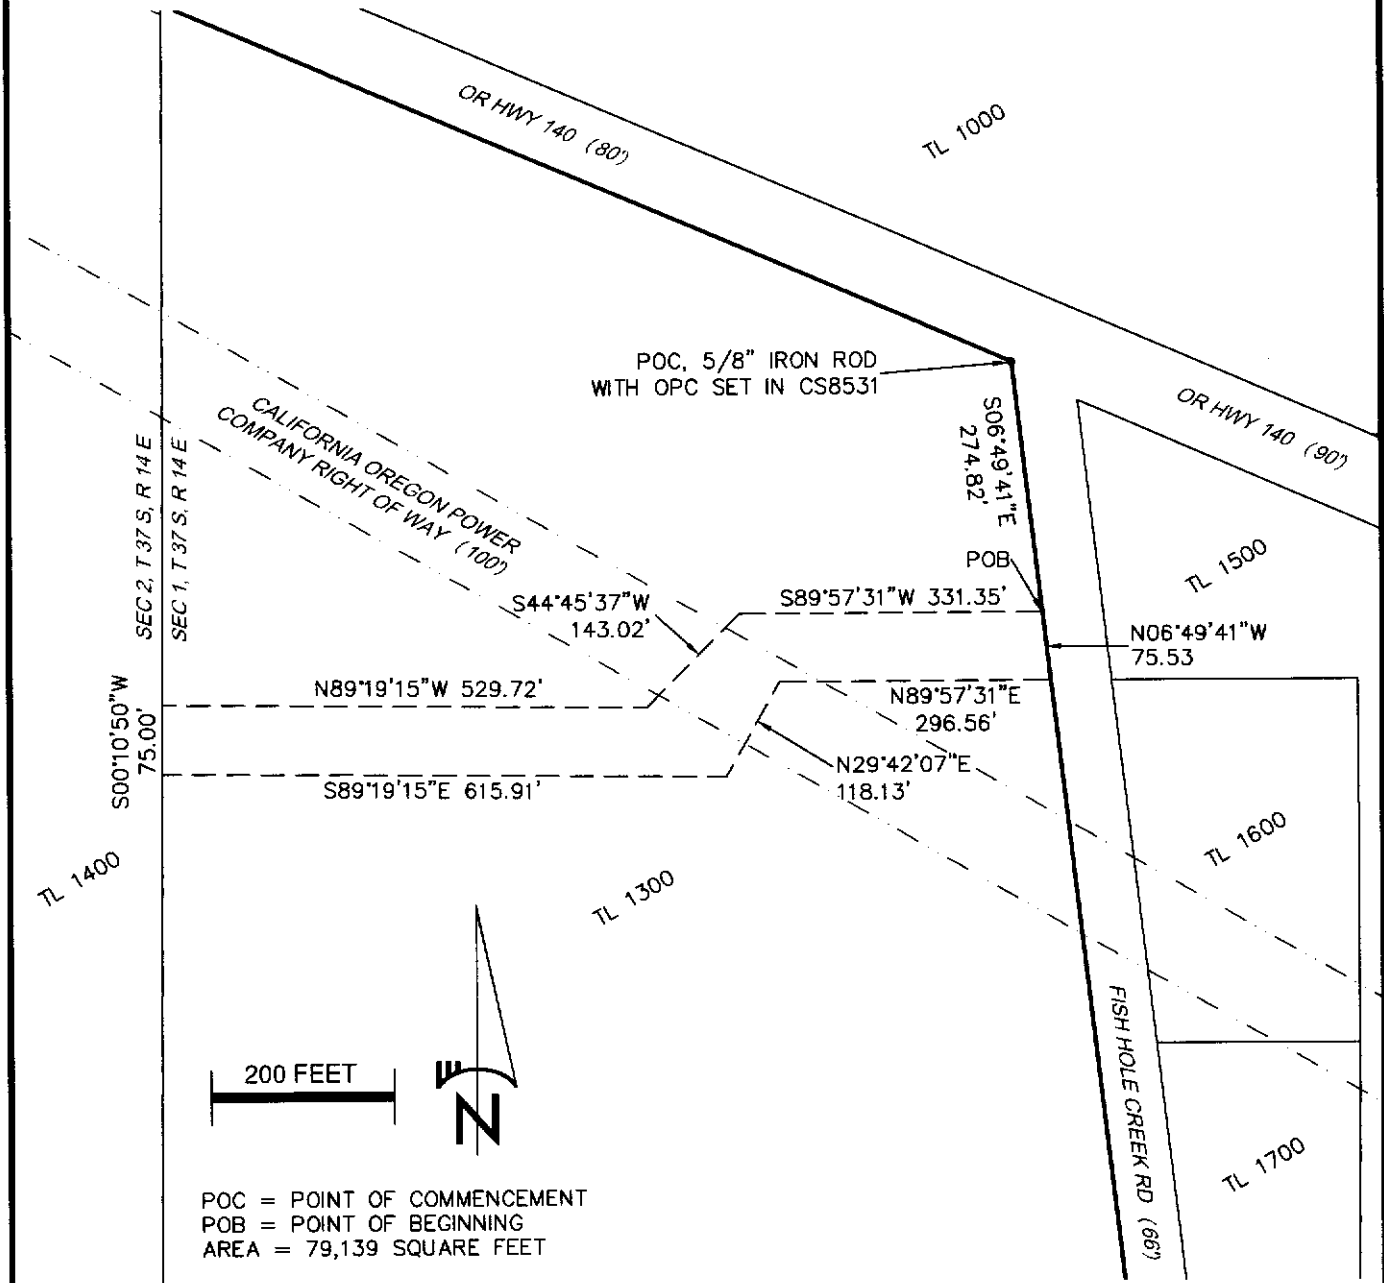 OR HWY 140 (80')
TL 1000
POC, 5/8" IRON ROD
WITH OPC SET IN CS8531
OR HWY 140 (90')
CALIFORNIA OREGON POWER
COMPANY RIGHT OF WAY (100')
S06°49'41"E
274.82'
SEC 2, T 37 S, R 14 E
SEC 1, T 37 S, R 14 E
POB
TL 1500
S44°45'37"W
143.02'
S89°57'31"W 331.35'
N06°49'41"W
75.53
N89°19'15"W 529.72'
N89°57'31"E
296.56'
S00°10'50"W
75.00'
N29°42'07"E
118.13'
S89°19'15"E 615.91'
TL 1600
TL 1400
TL 1300
FISH HOLE CREEK RD (66')
200 FEET
N
TL 1700
POC = POINT OF COMMENCEMENT
POB = POINT OF BEGINNING
AREA = 79,139 SQUARE FEET